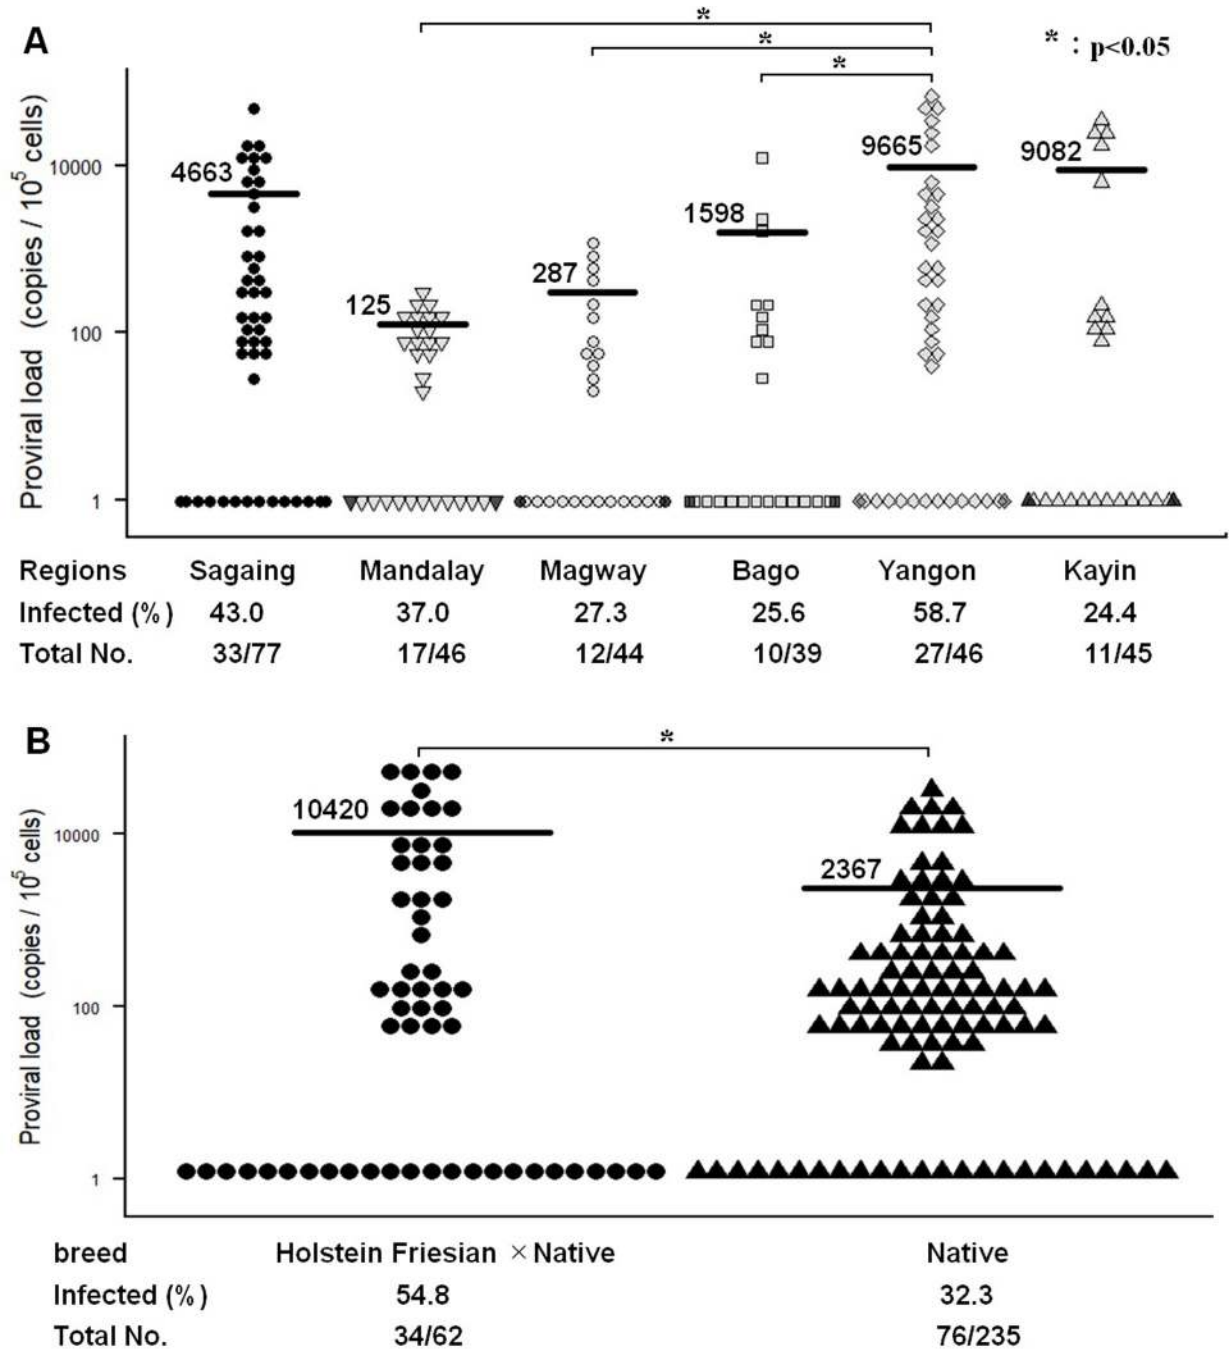 A
*
*
*
* : p<0.05
Proviral load (copies / 10⁵ cells)
10000
100
1
4663
125
287
1598
9665
9082
Regions Sagaing Mandalay Magway Bago Yangon Kayin
Infected (%) 43.0 37.0 27.3 25.6 58.7 24.4
Total No. 33/77 17/46 12/44 10/39 27/46 11/45
B
*
Proviral load (copies / 10⁵ cells)
10000
100
1
10420
2367
breed Holstein Friesian × Native Native
Infected (%) 54.8 32.3
Total No. 34/62 76/235